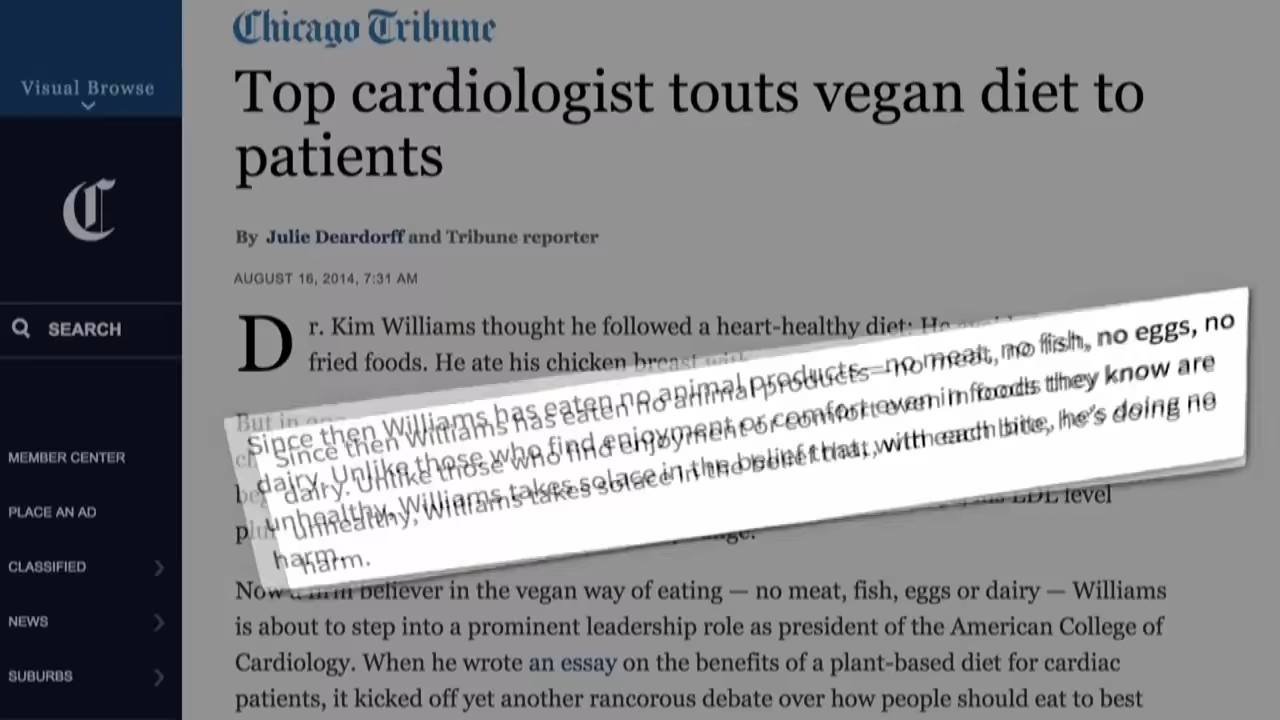 Chicago Tribune
Visual Browse
Top cardiologist touts vegan diet to
patients
By Julie Deardorff and Tribune reporter
AUGUST 16, 2014, 7:31 AM
SEARCH
Dr. Kim Williams thought he followed a heart-healthy diet: He
fried foods. He ate his chicken breast with
But in
Since then Williams has eaten no animal products—no meat, no fish, no eggs, no
dairy. Unlike those who find enjoyment or comfort even in foods they know are
unhealthy, Williams takes solace in the belief that, with each bite, he's doing no
harm.
LDL level
MEMBER CENTER
PLACE AN AD
CLASSIFIED
NEWS
SUBURBS
Now a firm believer in the vegan way of eating — no meat, fish, eggs or dairy — Williams
is about to step into a prominent leadership role as president of the American College of
Cardiology. When he wrote an essay on the benefits of a plant-based diet for cardiac
patients, it kicked off yet another rancorous debate over how people should eat to best